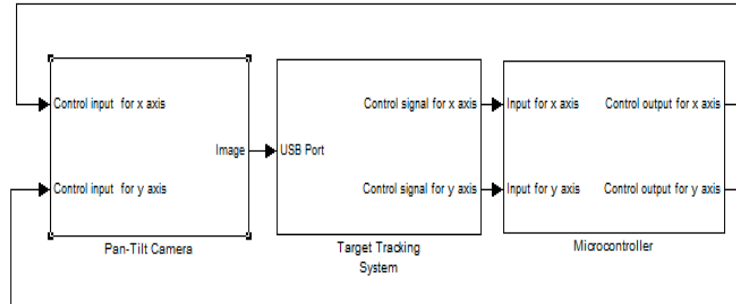 Control input for x axis
Image
Control input for y axis
Pan-Tilt Camera
Control signal for x axis
USB Port
Control signal for y axis
Target Tracking
System
Input for x axis
Control output for x axis
Input for y axis
Control output for y axis
Microcontroller